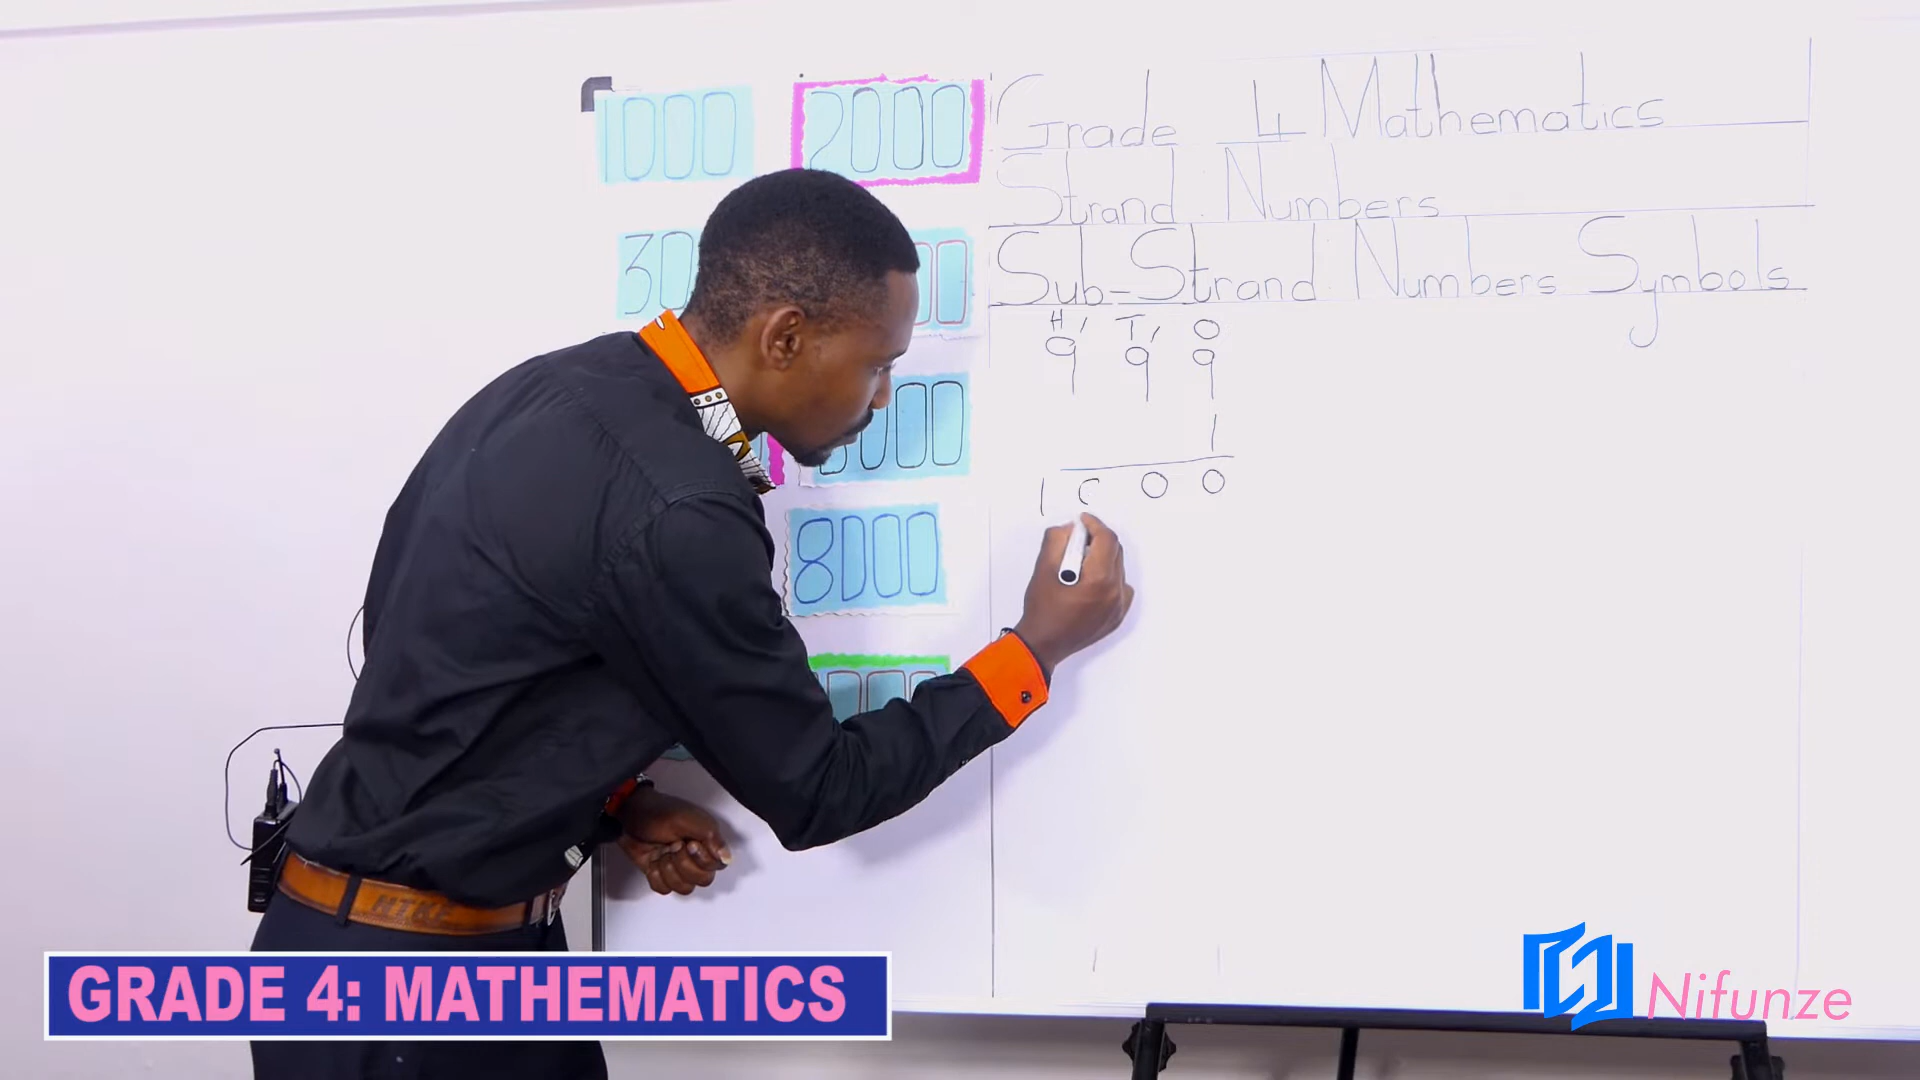 1000
2000
Grade 4 Mathematics
Strand Numbers
Sub-Strand Numbers Symbols
H, T, O
9 9 9
1
1 0 0 0
8000
GRADE 4: MATHEMATICS
Nifunze